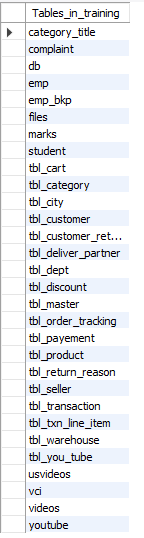 Tables_in_training
category_title
complaint
db
emp
emp_bkp
files
marks
student
tbl_cart
tbl_category
tbl_city
tbl_customer
tbl_customer_ret...
tbl_deliver_partner
tbl_dept
tbl_discount
tbl_master
tbl_order_tracking
tbl_payement
tbl_product
tbl_return_reason
tbl_seller
tbl_transaction
tbl_txn_line_item
tbl_warehouse
tbl_you_tube
usvideos
vci
videos
youtube